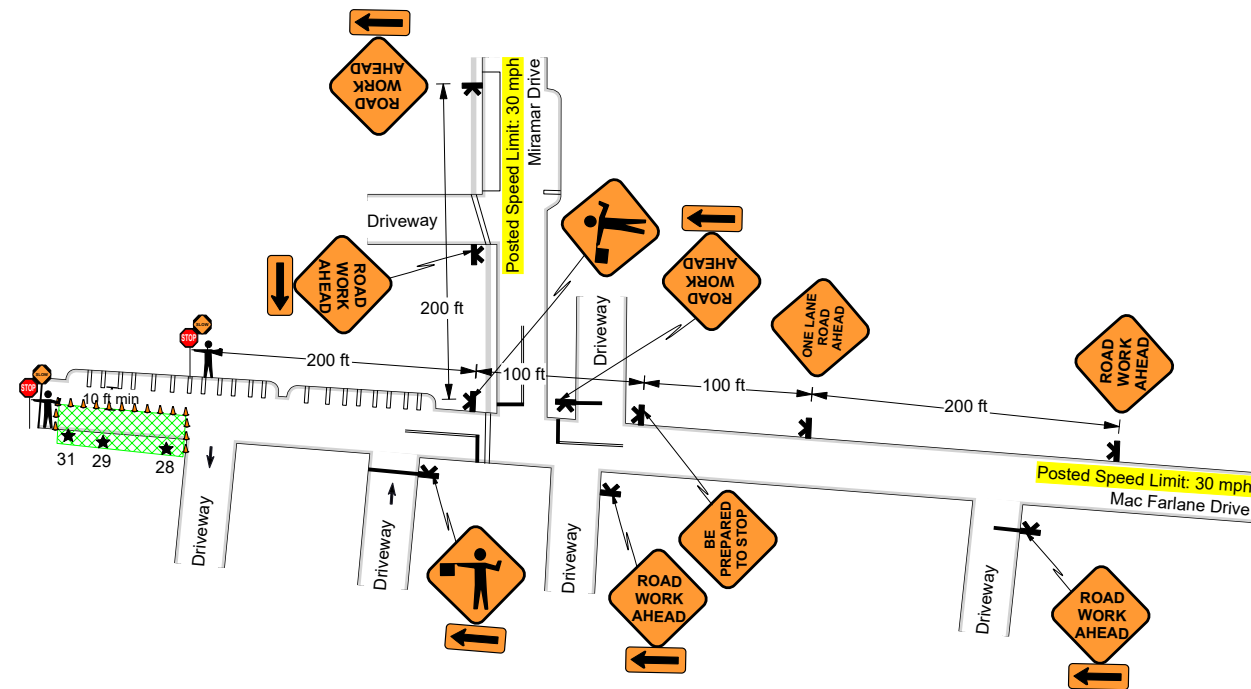 ROAD
WORK
AHEAD
Posted Speed Limit: 30 mph
Miramar Drive
Driveway
ROAD
WORK
AHEAD
200 ft
ROAD
WORK
AHEAD
Driveway
ONE LANE
ROAD
AHEAD
ROAD
WORK
AHEAD
SLOW
STOP
200 ft
100 ft
100 ft
200 ft
SLOW
STOP
10 ft min
31
29
28
Driveway
Driveway
Driveway
BE
PREPARED
TO STOP
Posted Speed Limit: 30 mph
Mac Farlane Drive
ROAD
WORK
AHEAD
Driveway
ROAD
WORK
AHEAD